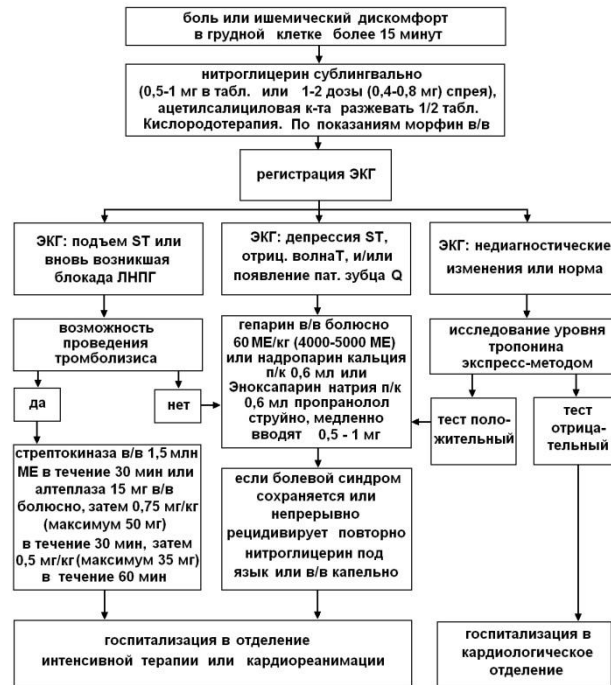 боль или ишемический дискомфорт
в грудной клетке более 15 минут
нитроглицерин сублингвально
(0,5-1 мг в табл. или 1-2 дозы (0,4-0,8 мг) спрея),
ацетилсалициловая к-та разжевать 1/2 табл.
Кислородотерапия. По показаниям морфин в/в
регистрация ЭКГ
ЭКГ: подъем ST или
вновь возникшая
блокада ЛНПГ
ЭКГ: депрессия ST,
отриц. волнаТ, и/или
появление пат. зубца Q
ЭКГ: недиагностические
изменения или норма
возможность
проведения
тромболизиса
да
нет
гепарин в/в болюсно
60 МЕ/кг (4000-5000 МЕ)
или надропарин кальция
п/к 0,6 мл или
Эноксапарин натрия п/к
0,6 мл пропранолол
струйно, медленно
вводят 0,5 - 1 мг
исследование уровня
тропонина
экспресс-методом
тест поло-
жительный
тест
отрица-
тельный
стрептокиназа в/в 1,5 млн
МЕ в течение 30 мин или
алтеплаза 15 мг в/в
болюсно, затем 0,75 мг/кг
(максимум 50 мг)
в течение 30 мин, затем
0,5 мг/кг (максимум 35 мг)
в течение 60 мин
если болевой синдром
сохраняется или
непрерывно
рецидивирует повторно
нитроглицерин под
язык или в/в капельно
госпитализация в отделение
интенсивной терапии или кардиореанимации
госпитализация в
кардиологическое
отделение